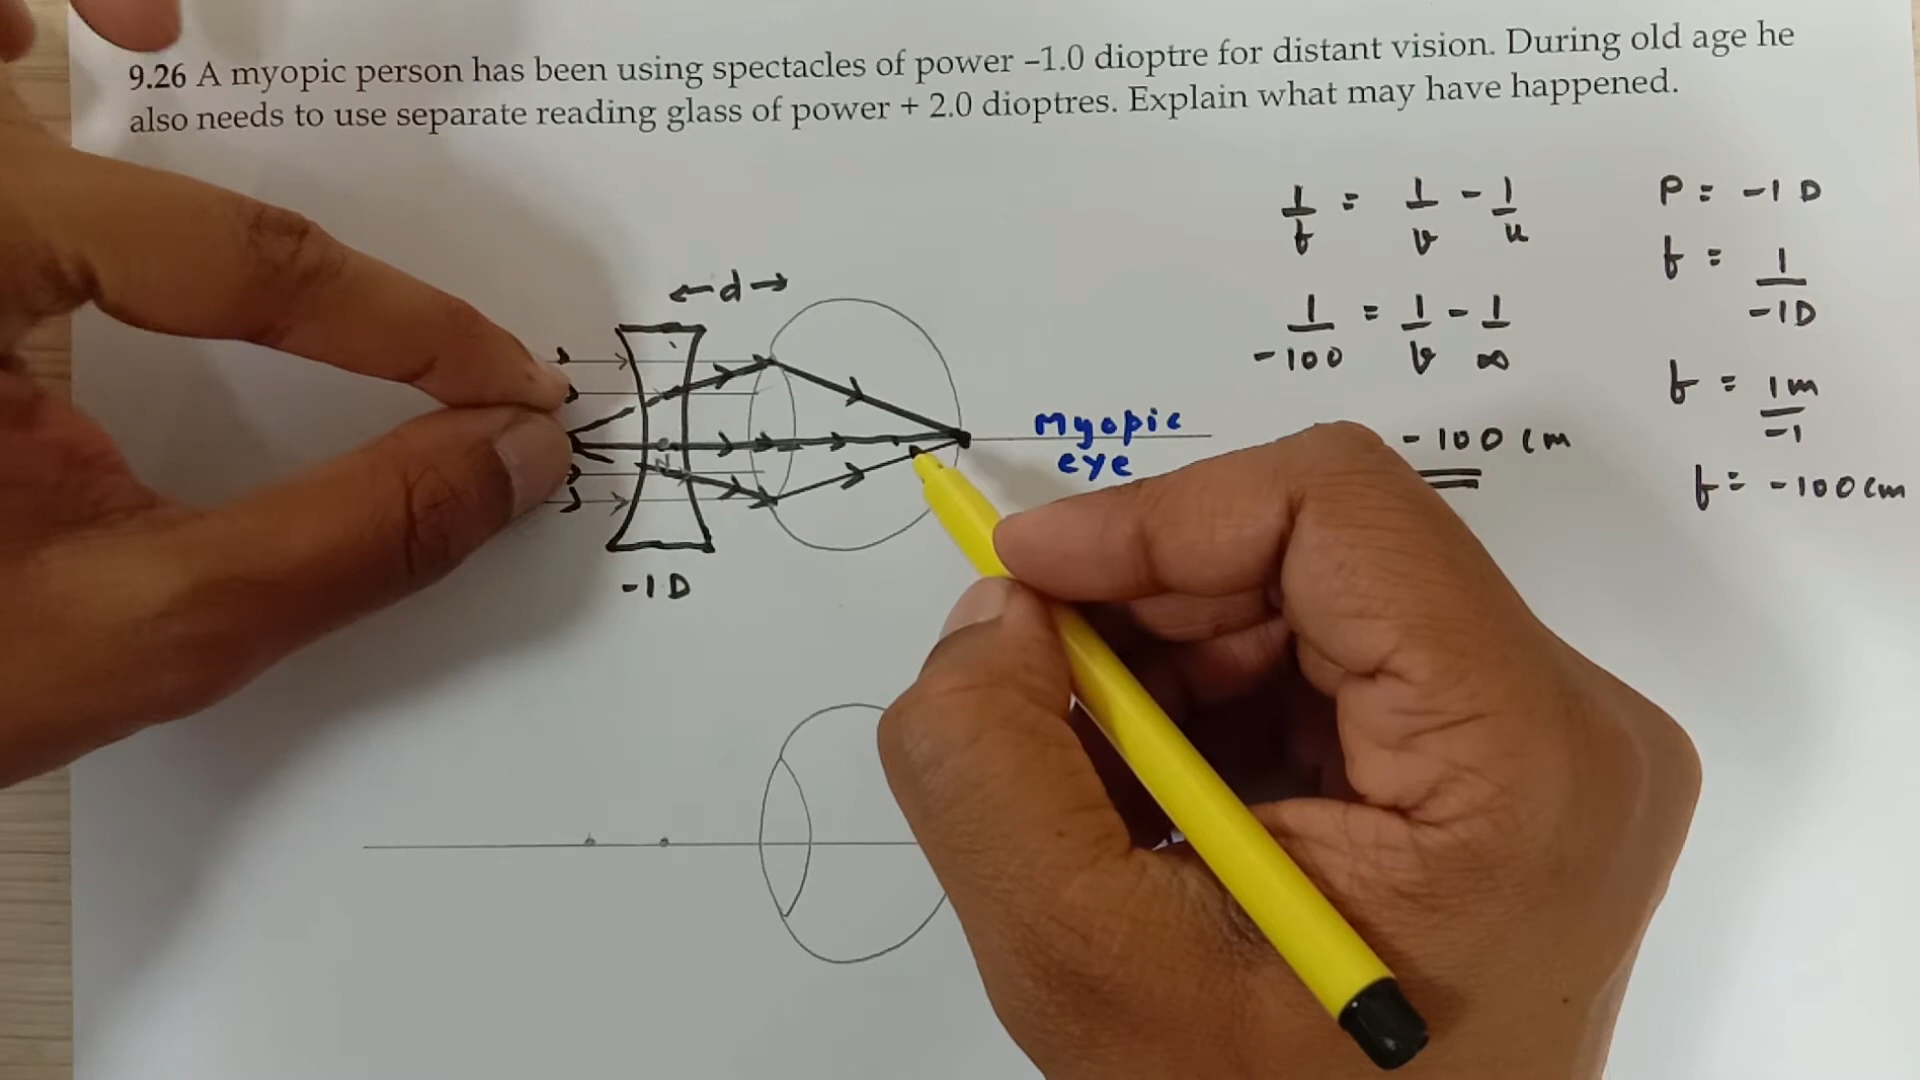 9.26 A myopic person has been using spectacles of power –1.0 dioptre for distant vision. During old age he
also needs to use separate reading glass of power + 2.0 dioptres. Explain what may have happened.
←d→
-1D
Myopic
eye
1/f = 1/v - 1/u
1/-100 = 1/v - 1/∞
-100 cm
P = -1 D
f = 1/-1D
f = 1m/-1
f = -100cm